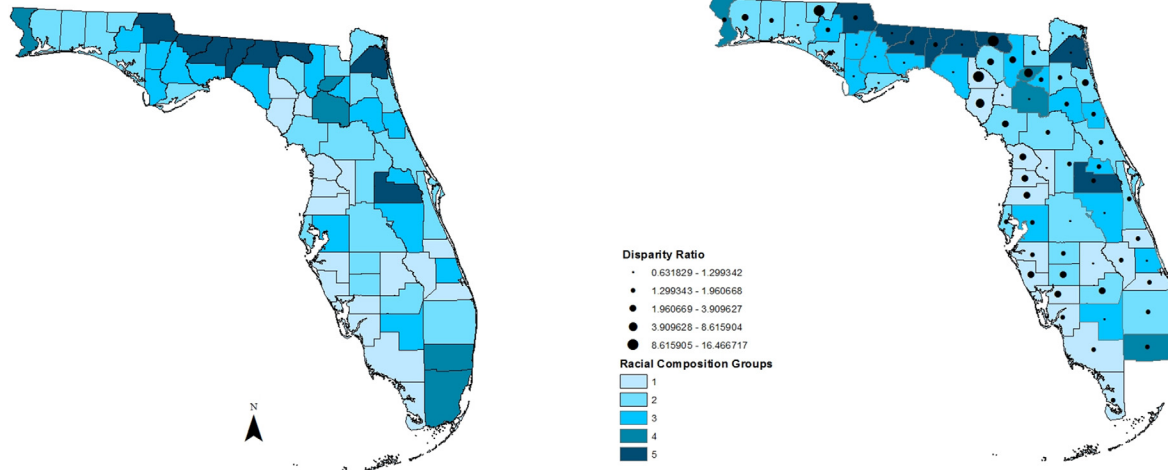 N
Disparity Ratio
0.631829 - 1.299342
1.299343 - 1.960668
1.960669 - 3.909627
3.909628 - 8.615904
8.615905 - 16.466717
Racial Composition Groups
1
2
3
4
5